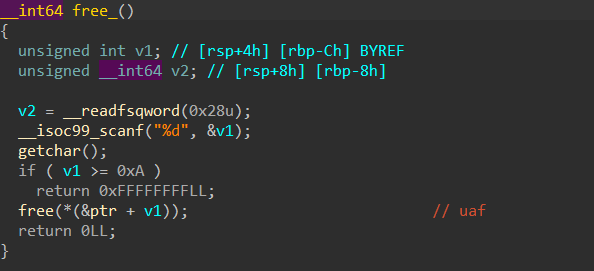 __int64 free_()
{
unsigned int v1; // [rsp+4h] [rbp-Ch] BYREF
unsigned __int64 v2; // [rsp+8h] [rbp-8h]
v2 = __readfsqword(0x28u);
__isoc99_scanf("%d", &v1);
getchar();
if ( v1 >= 0xA )
return 0xFFFFFFFFLL;
free(*(&ptr + v1)); // uaf
return 0LL;
}